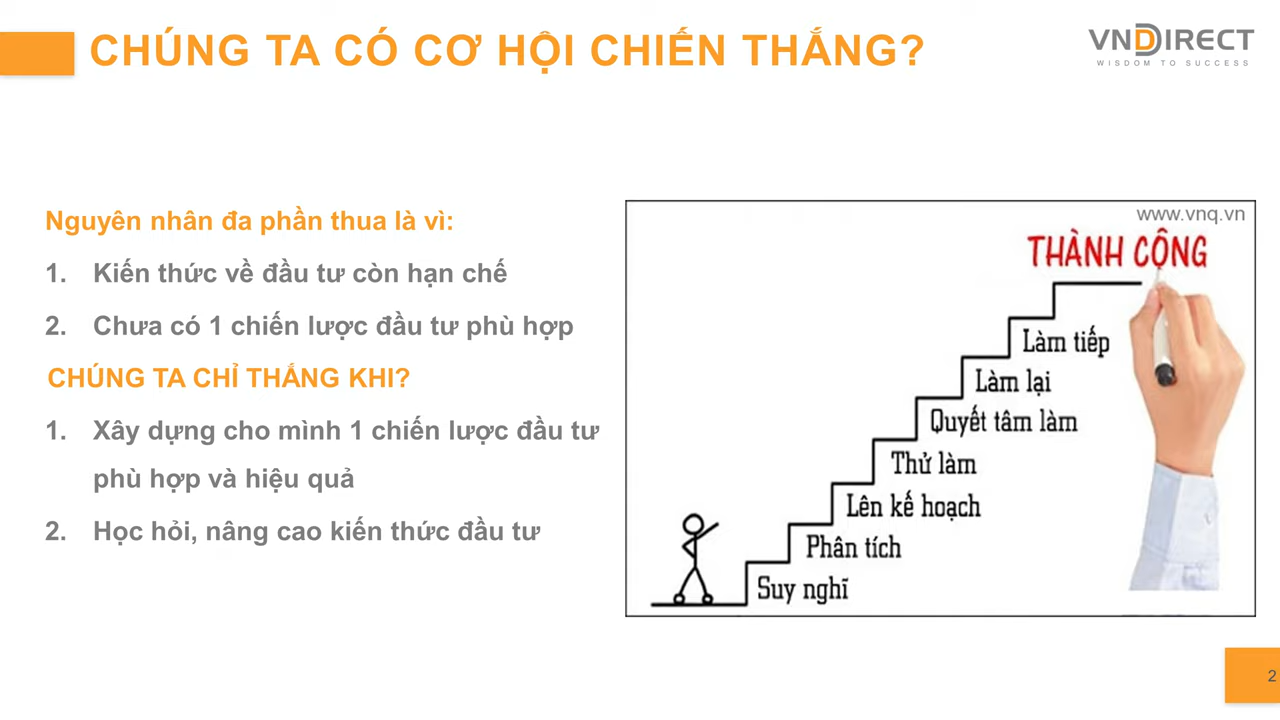 CHÚNG TA CÓ CƠ HỘI CHIẾN THẮNG?
VNDIRECT
WISDOM TO SUCCESS
Nguyên nhân đa phần thua là vì:
1. Kiến thức về đầu tư còn hạn chế
2. Chưa có 1 chiến lược đầu tư phù hợp
CHÚNG TA CHỈ THẮNG KHI?
1. Xây dựng cho mình 1 chiến lược đầu tư
phù hợp và hiệu quả
2. Học hỏi, nâng cao kiến thức đầu tư
www.vnq.vn
THÀNH CÔNG
Làm tiếp
Làm lại
Quyết tâm làm
Thử làm
Lên kế hoạch
Phân tích
Suy nghĩ
2